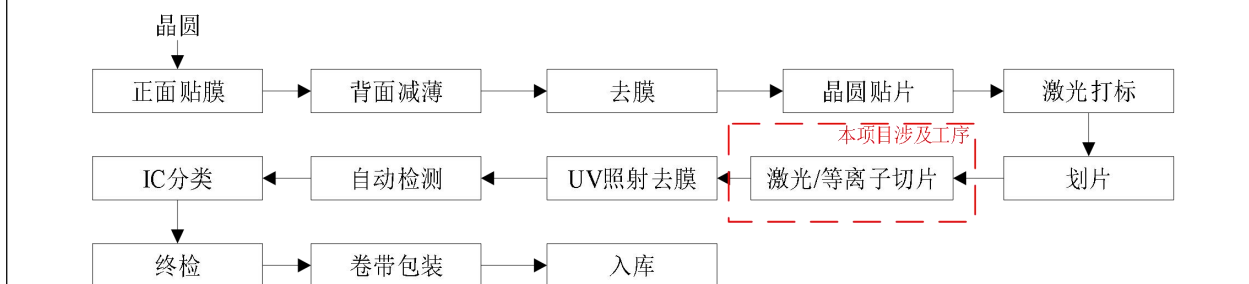 晶圆
正面贴膜 背面减薄 去膜 晶圆贴片 激光打标
本项目涉及工序
IC分类 自动检测 UV照射去膜 激光/等离子切片 划片
终检 卷带包装 入库